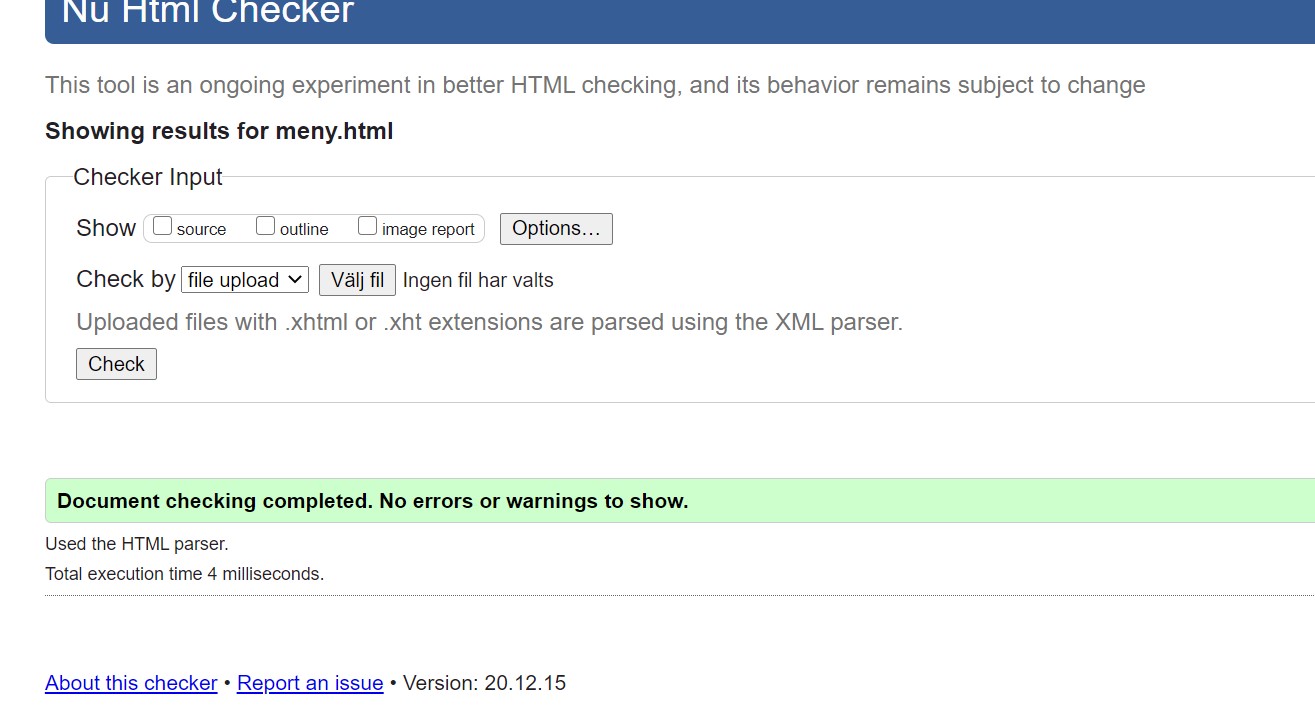 Nu Html Checker
This tool is an ongoing experiment in better HTML checking, and its behavior remains subject to change
Showing results for meny.html
Checker Input
Show source outline image report Options...
Check by file upload Välj fil Ingen fil har valts
Uploaded files with .xhtml or .xht extensions are parsed using the XML parser.
Check
Document checking completed. No errors or warnings to show.
Used the HTML parser.
Total execution time 4 milliseconds.
About this checker • Report an issue • Version: 20.12.15